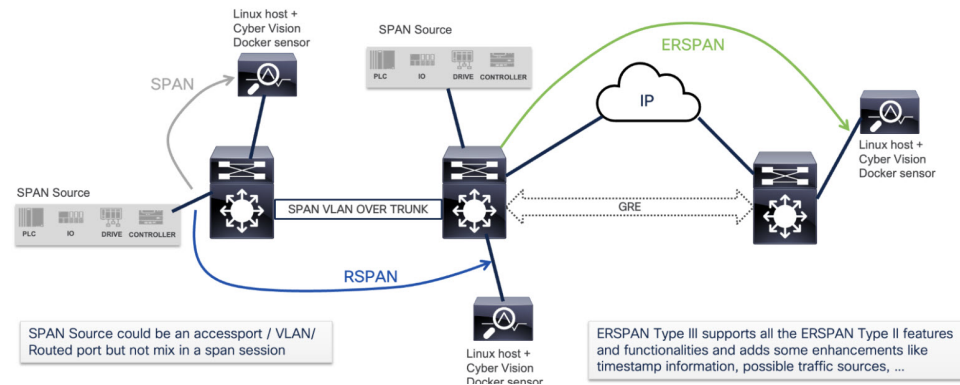 Linux host +
Cyber Vision
Docker sensor
SPAN
SPAN Source
PLC IO DRIVE CONTROLLER
ERSPAN
IP
Linux host +
Cyber Vision
Docker sensor
SPAN Source
PLC IO DRIVE CONTROLLER
SPAN VLAN OVER TRUNK
GRE
RSPAN
SPAN Source could be an accessport / VLAN/
Routed port but not mix in a span session
Linux host +
Cyber Vision
Docker sensor
ERSPAN Type III supports all the ERSPAN Type II features
and functionalities and adds some enhancements like
timestamp information, possible traffic sources, ...